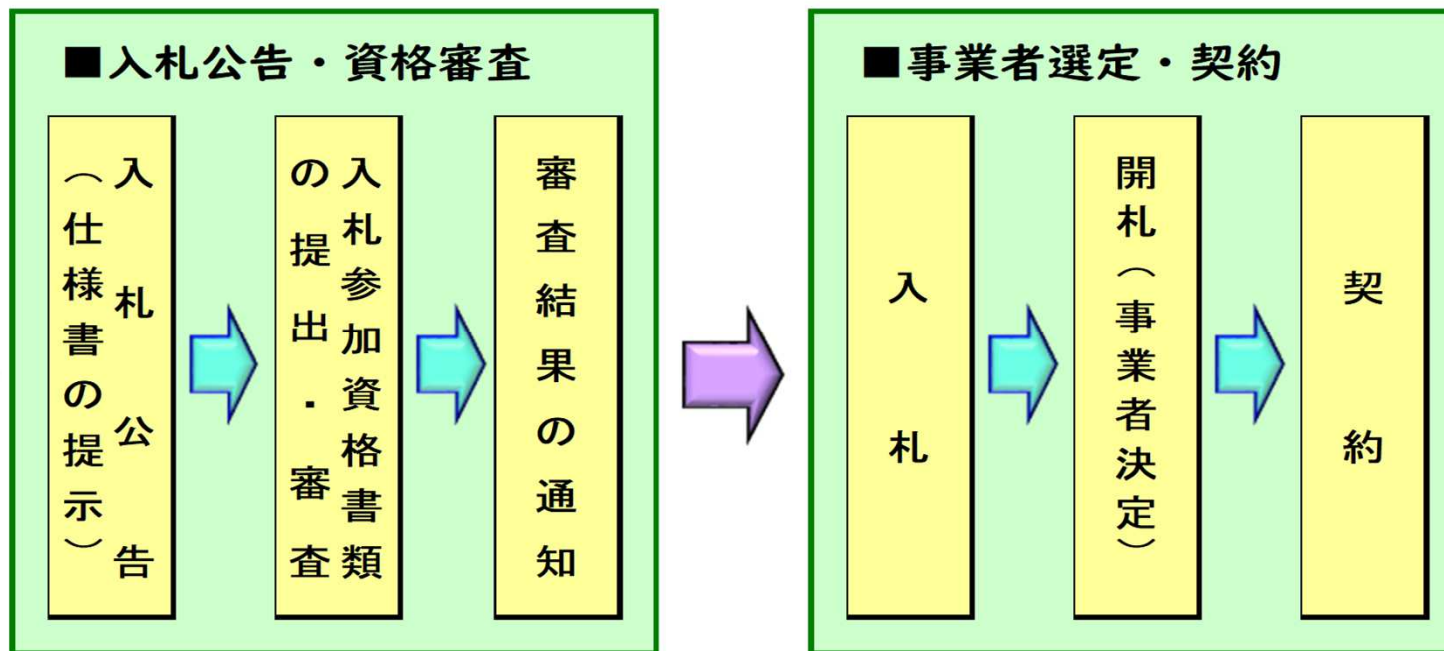 ■入札公告・資格審査
入札公告
（仕様書の提示）
入札参加資格書類
の提出・審査
審査結果の通知
■事業者選定・契約
入札
開札（事業者決定）
契約